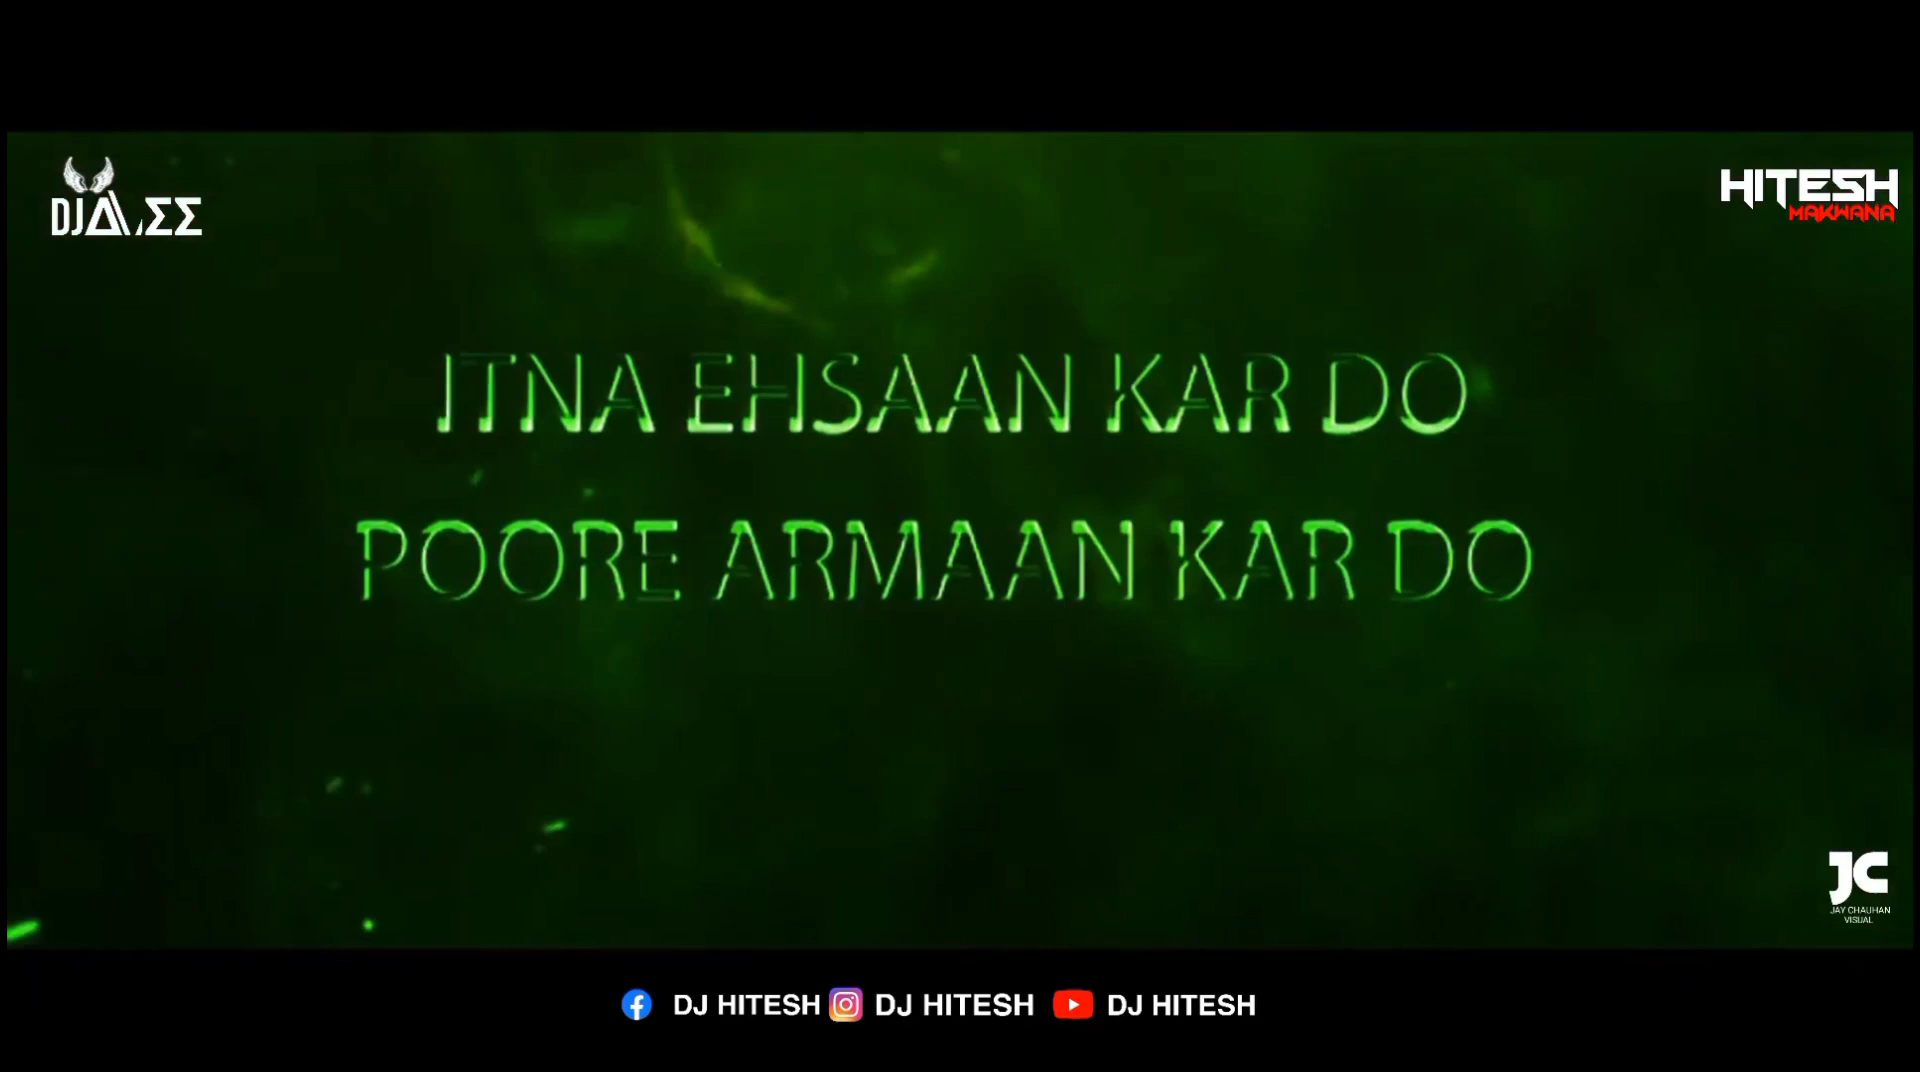 HITESH
MAKWANA
ITNA EHSAAN KAR DO
POORE ARMAAN KAR DO
JC
JAY CHAUHAN
VISUAL
DJ HITESH DJ HITESH DJ HITESH